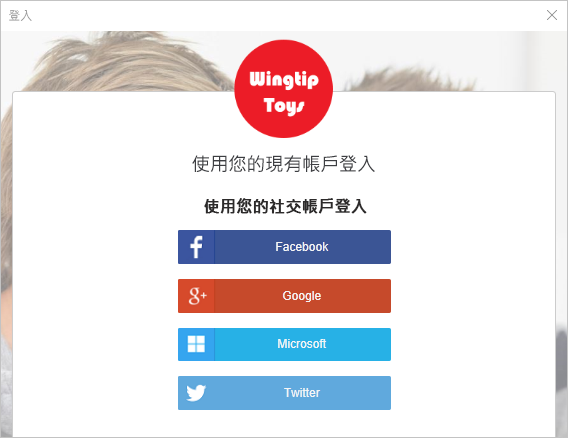 登入
Wingtip
Toys
使用您的現有帳戶登入
使用您的社交帳戶登入
Facebook
Google
Microsoft
Twitter